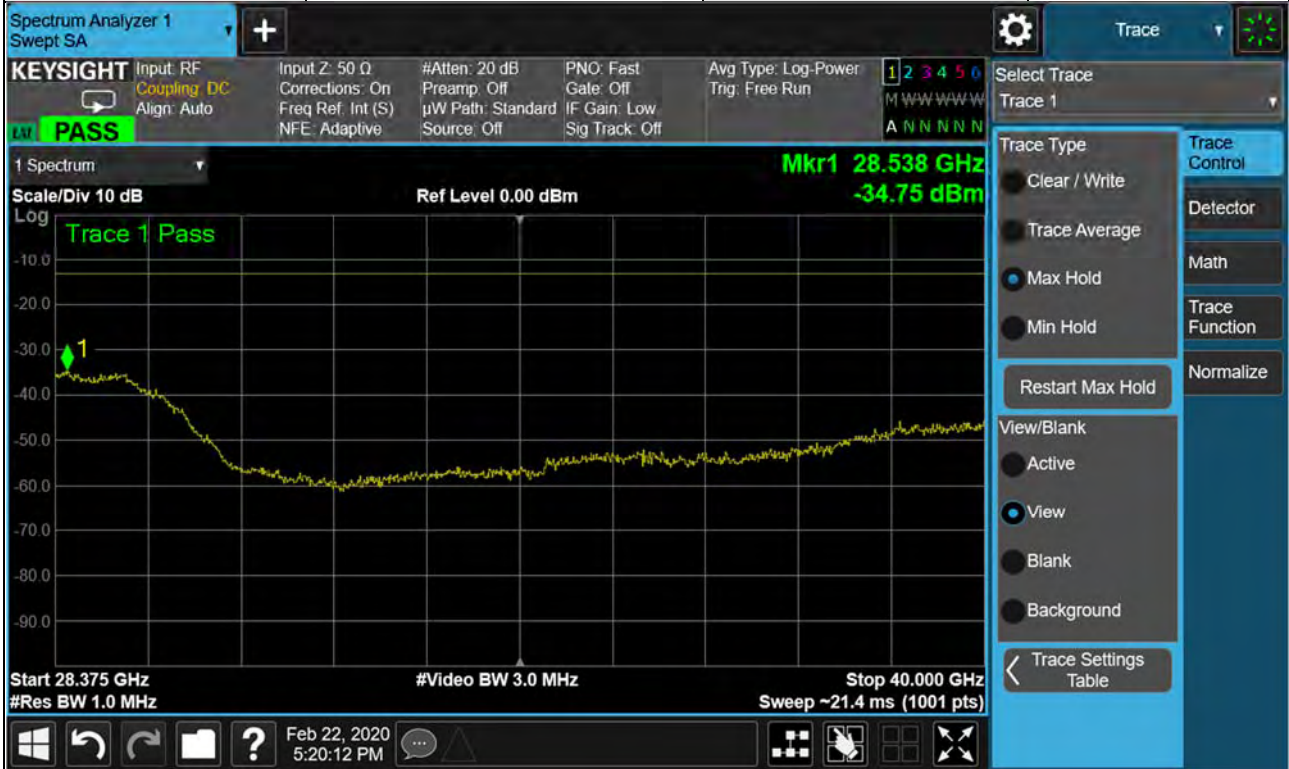 Spectrum Analyzer 1
Swept SA
+
Trace
KEYSIGHT
Input: RF
Coupling: DC
Align: Auto
PASS
Input Z: 50 Ω
Corrections: On
Freq Ref: Int (S)
NFE: Adaptive
#Atten: 20 dB
Preamp: Off
µW Path: Standard
Source: Off
PNO: Fast
Gate: Off
IF Gain: Low
Sig Track: Off
Avg Type: Log-Power
Trig: Free Run
1 2 3 4 5 6
M W W W W W
A N N N N N
Select Trace
Trace 1
1 Spectrum
Mkr1 28.538 GHz
Scale/Div 10 dB
Ref Level 0.00 dBm
-34.75 dBm
Log
Trace 1 Pass
-10.0
-20.0
-30.0
1
-40.0
-50.0
-60.0
-70.0
-80.0
-90.0
Start 28.375 GHz
#Video BW 3.0 MHz
Stop 40.000 GHz
#Res BW 1.0 MHz
Sweep ~21.4 ms (1001 pts)
Trace Type
Clear / Write
Trace Average
Max Hold
Min Hold
Restart Max Hold
View/Blank
Active
View
Blank
Background
Trace Settings
Table
Trace
Control
Detector
Math
Trace
Function
Normalize
?
Feb 22, 2020
5:20:12 PM